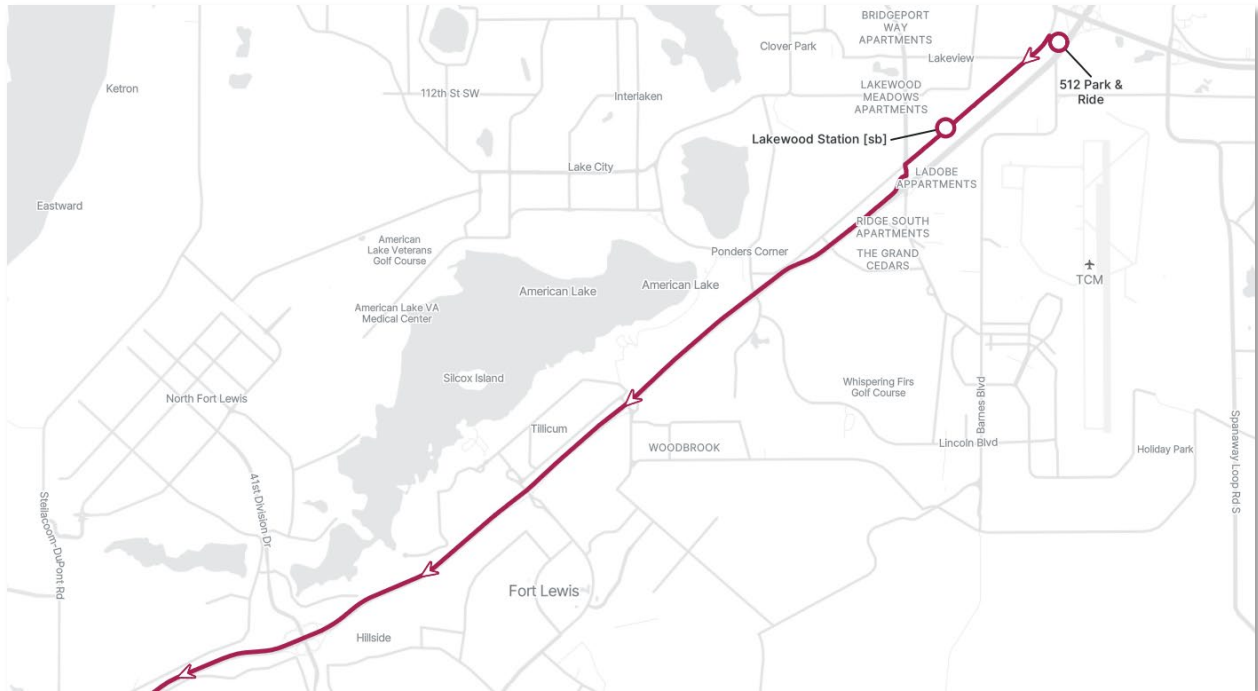 BRIDGEPORT
WAY
APARTMENTS
Clover Park
Lakeview
Ketron
112th St SW
Interlaken
LAKEWOOD
MEADOWS
APARTMENTS
512 Park &
Ride
Lakewood Station [sb]
Lake City
LADOBE
APPARTMENTS
Eastward
RIDGE SOUTH
APARTMENTS
American
Lake Veterans
Golf Course
Ponders Corner
THE GRAND
CEDARS
TCM
American Lake
American Lake
American Lake VA
Medical Center
Silcox Island
Whispering Firs
Golf Course
Barnes Blvd
North Fort Lewis
Tillicum
WOODBROOK
Lincoln Blvd
Holiday Park
Spanaway Loop Rd S
41st Division Dr
Steilacoom-DuPont Rd
Fort Lewis
Hillside